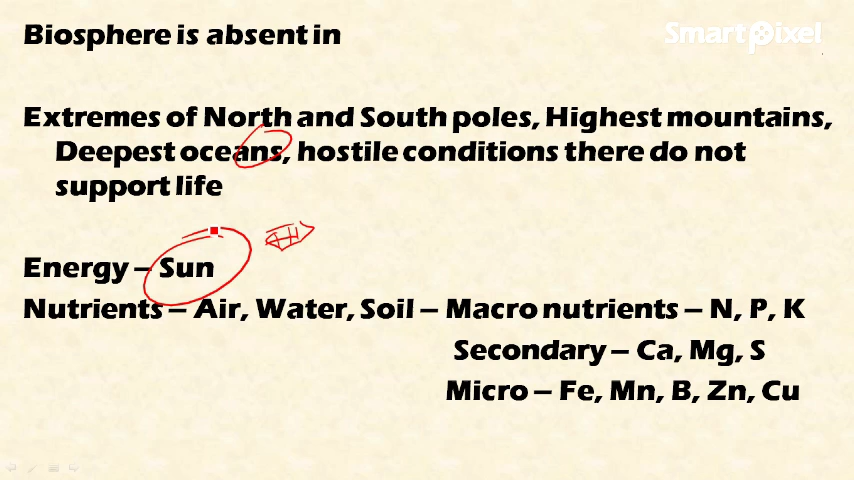 Biosphere is absent in
SmartPixel
Extremes of North and South poles, Highest mountains,
Deepest oceans, hostile conditions there do not
support life
Energy – Sun
Nutrients – Air, Water, Soil – Macro nutrients – N, P, K
Secondary – Ca, Mg, S
Micro – Fe, Mn, B, Zn, Cu